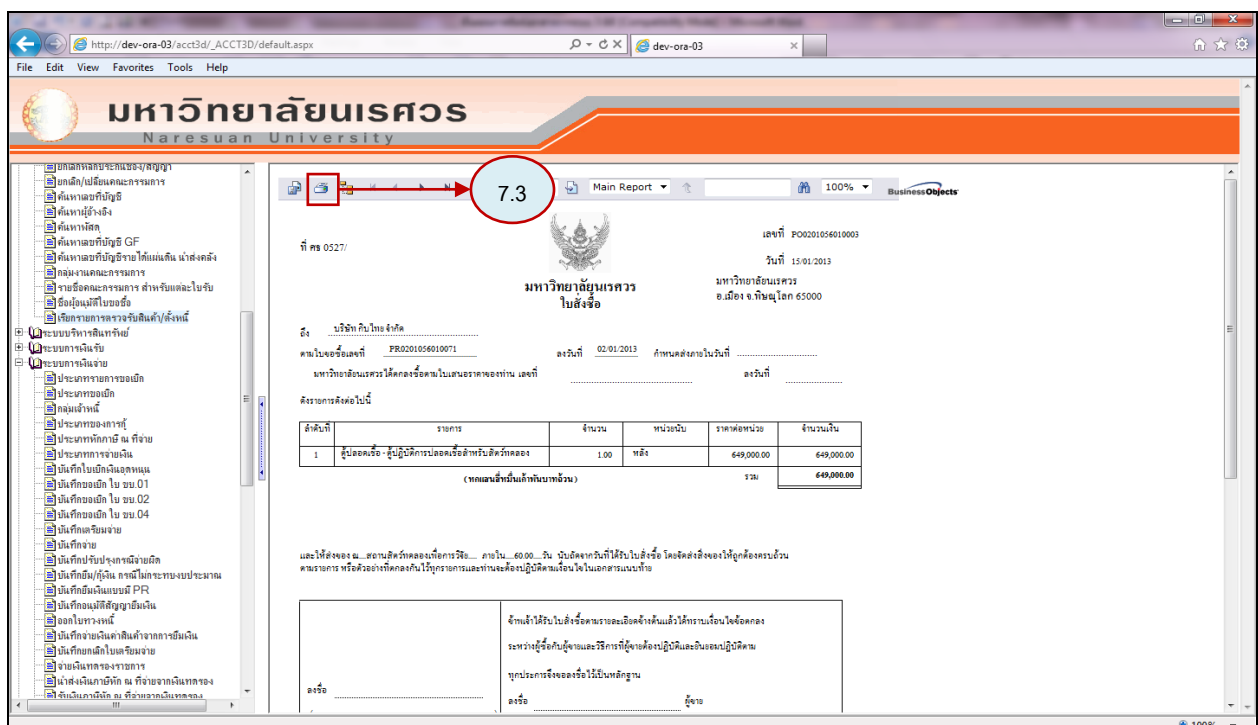 http://dev-ora-03/acct3d/_ACCT3D/default.aspx
dev-ora-03
File Edit View Favorites Tools Help
มหาวิทยาลัยนเรศวร
Naresuan University
ยกเลิกหลักประกันซอง/สัญญา
ยกเลิก/เปลี่ยนคณะกรรมการ
ค้นหาเลขที่บัญชี
ค้นหาผู้อ้างอิง
ค้นหาพัสดุ
ค้นหาเลขที่บัญชี GF
ค้นหาเลขที่บัญชีรายได้แผ่นดิน นำส่งคลัง
กลุ่มงานคณะกรรมการ
รายชื่อคณะกรรมการ สำหรับแต่ละใบรับ
ชื่อผู้อนุมัติใบขอซื้อ
เรียกรายการตรวจรับสินค้า/ตั้งหนี้
ระบบบริหารสินทรัพย์
ระบบการเงินรับ
ระบบการเงินจ่าย
ประเภทรายการขอเบิก
ประเภทขอเบิก
กลุ่มเจ้าหนี้
ประเภทของการกู้
ประเภทหักภาษี ณ ที่จ่าย
ประเภทการจ่ายเงิน
บันทึกใบเบิกเงินอุดหนุน
บันทึกขอเบิก ใบ ขบ.01
บันทึกขอเบิก ใบ ขบ.02
บันทึกขอเบิก ใบ ขบ.04
บันทึกเตรียมจ่าย
บันทึกจ่าย
บันทึกปรับปรุงกรณีจ่ายผิด
บันทึกยืม/กู้เงิน กรณีไม่กระทบงบประมาณ
บันทึกยืมเงินแบบมี PR
บันทึกอนุมัติสัญญายืมเงิน
ออกใบทวงหนี้
บันทึกจ่ายเงินค่าสินค้าจากการยืมเงิน
บันทึกยกเลิกใบเตรียมจ่าย
จ่ายเงินทดรองราชการ
นำส่งเงินภาษีหัก ณ ที่จ่ายจากเงินทดรอง
รับเงินภาษีหัก ณ ที่จ่ายจากเงินทดรอง
7.3
Main Report
100%
BusinessObjects
ที่ ศธ 0527/
เลขที่ PO0201056010003
วันที่ 15/01/2013
มหาวิทยาลัยนเรศวร
ใบสั่งซื้อ
มหาวิทยาลัยนเรศวร
อ.เมือง จ.พิษณุโลก 65000
ถึง บริษัท กิบไทย จำกัด
ตามใบขอซื้อเลขที่ PR0201056010071 ลงวันที่ 02/01/2013 กำหนดส่งภายในวันที่
มหาวิทยาลัยนเรศวรได้ตกลงซื้อตามใบเสนอราคาของท่าน เลขที่ ลงวันที่
ดังรายการดังต่อไปนี้
ลำดับที่ รายการ จำนวน หน่วยนับ ราคาต่อหน่วย จำนวนเงิน
1 ตู้ปลอดเชื้อ-ตู้ปฏิบัติการปลอดเชื้อสำหรับสัตว์ทดลอง 1.00 หลัง 649,000.00 649,000.00
(หกแสนสี่หมื่นเก้าพันบาทถ้วน) รวม 649,000.00
และให้ส่งของ ณ....สถานสัตว์ทดลองเพื่อการวิจัย.... ภายใน....60.00....วัน นับถัดจากวันที่ได้รับใบสั่งซื้อ โดยจัดส่งสิ่งของให้ถูกต้องครบถ้วน
ตามรายการ หรือตัวอย่างที่ตกลงกันไว้ทุกรายการและท่านจะต้องปฏิบัติตามเงื่อนไขในเอกสารแนบท้าย
ข้าพเจ้าได้รับใบสั่งซื้อตามรายละเอียดข้างต้นแล้วได้ทราบเงื่อนไขข้อตกลง
ระหว่างผู้ซื้อกับผู้ขายและวิธีการที่ผู้ขายต้องปฏิบัติและยินยอมปฏิบัติตาม
ทุกประการจึงขอลงชื่อไว้เป็นหลักฐาน
ลงชื่อ
ลงชื่อ ผู้ขาย
100%